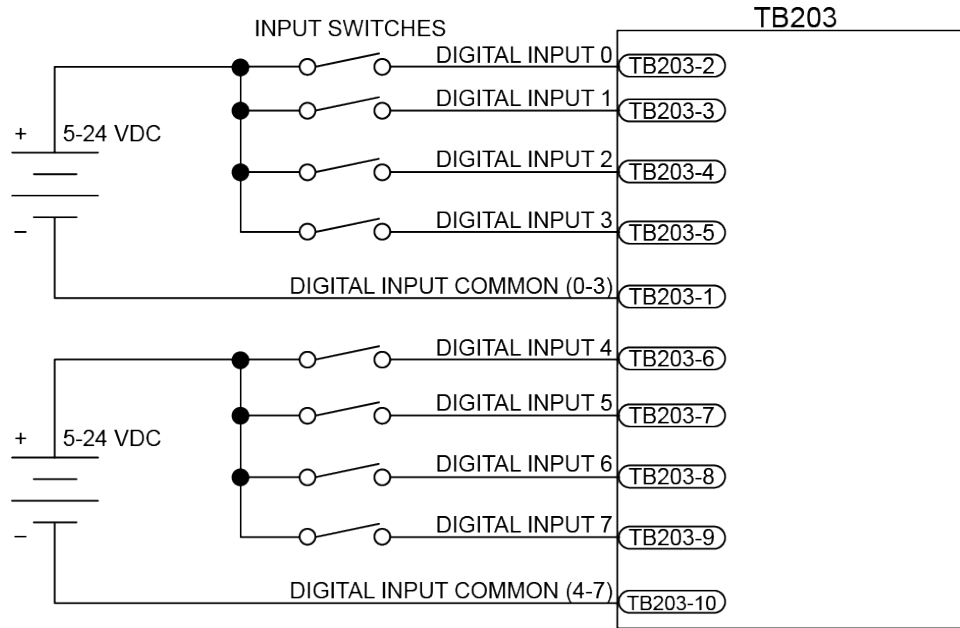 TB203
INPUT SWITCHES
DIGITAL INPUT 0 TB203-2
DIGITAL INPUT 1 TB203-3
+ 5-24 VDC
DIGITAL INPUT 2 TB203-4
DIGITAL INPUT 3 TB203-5
–
DIGITAL INPUT COMMON (0-3) TB203-1
DIGITAL INPUT 4 TB203-6
DIGITAL INPUT 5 TB203-7
+ 5-24 VDC
DIGITAL INPUT 6 TB203-8
DIGITAL INPUT 7 TB203-9
–
DIGITAL INPUT COMMON (4-7) TB203-10